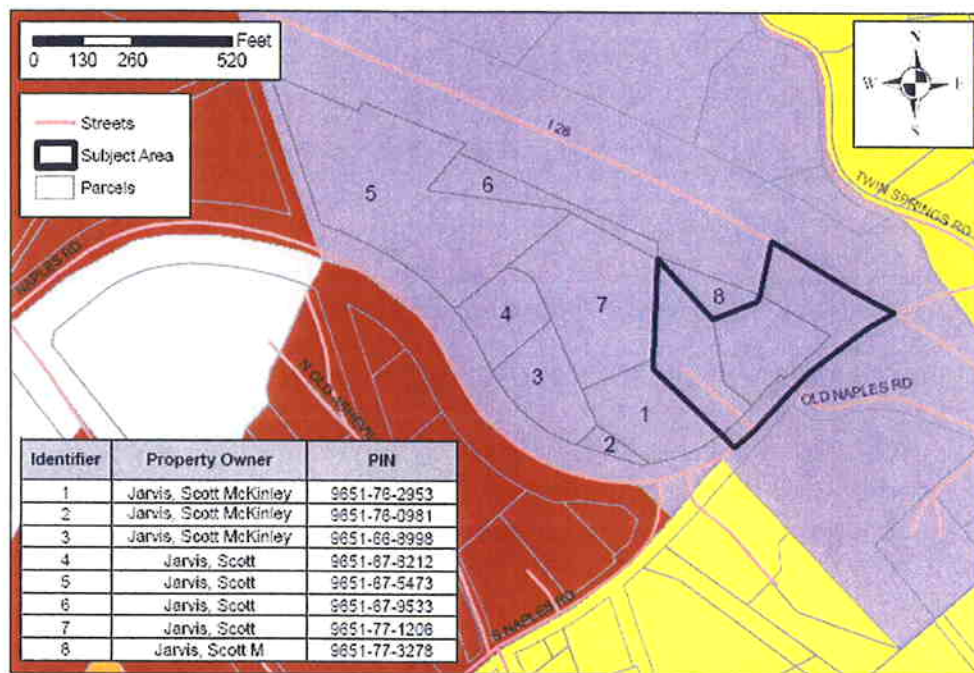 Feet
0 130 260 520
Streets
Subject Area
Parcels
N
W E
S
I 26
TWIN SPRINGS RD
5
6
8
7
4
3
1
2
NAPLES RD
OLD NAPLES RD
S NAPLES RD
Identifier Property Owner PIN
1 Jarvis, Scott McKinley 9651-76-2953
2 Jarvis, Scott McKinley 9651-76-0981
3 Jarvis, Scott McKinley 9651-66-8998
4 Jarvis, Scott 9651-67-8212
5 Jarvis, Scott 9651-67-5473
6 Jarvis, Scott 9651-67-9533
7 Jarvis, Scott 9651-77-1206
8 Jarvis, Scott M 9651-77-3278